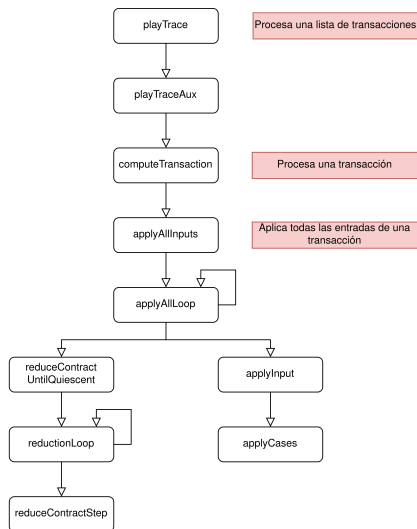 playTrace
Procesa una lista de transacciones
playTraceAux
computeTransaction
Procesa una transacción
applyAllInputs
Aplica todas las entradas de una
transacción
applyAllLoop
reduceContract
UntilQuiescent
applyInput
reductionLoop
applyCases
reduceContractStep